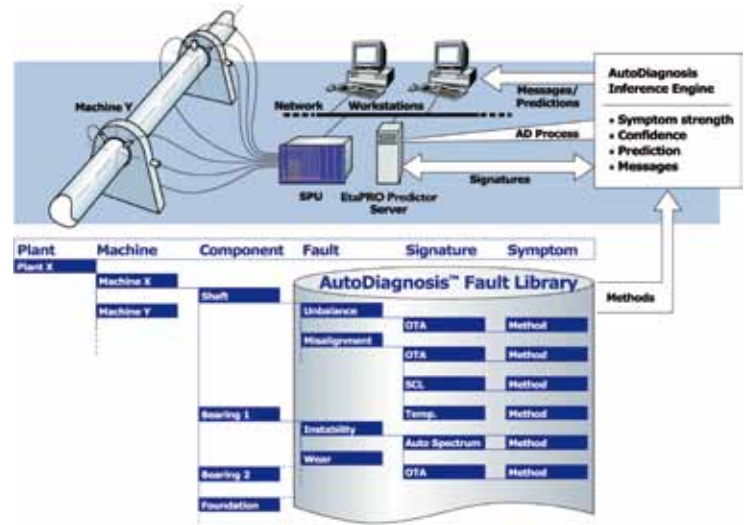 AutoDiagnosis
Inference Engine
• Symptom strength
• Confidence
• Prediction
• Messages
Machine Y
Network
Workstations
Messages/
Predictions
AD Process
Signatures
SPU
EtaPRO Predictor
Server
Plant
Machine
Component
Fault
Signature
Symptom
Plant X
Machine X
Machine Y
Shaft
Bearing 1
Bearing 2
Foundation
AutoDiagnosis™ Fault Library
Methods
Unbalance
OTA
Method
Misalignment
OTA
Method
SCL
Method
Temp.
Method
Instability
Auto Spectrum
Method
Wear
OTA
Method